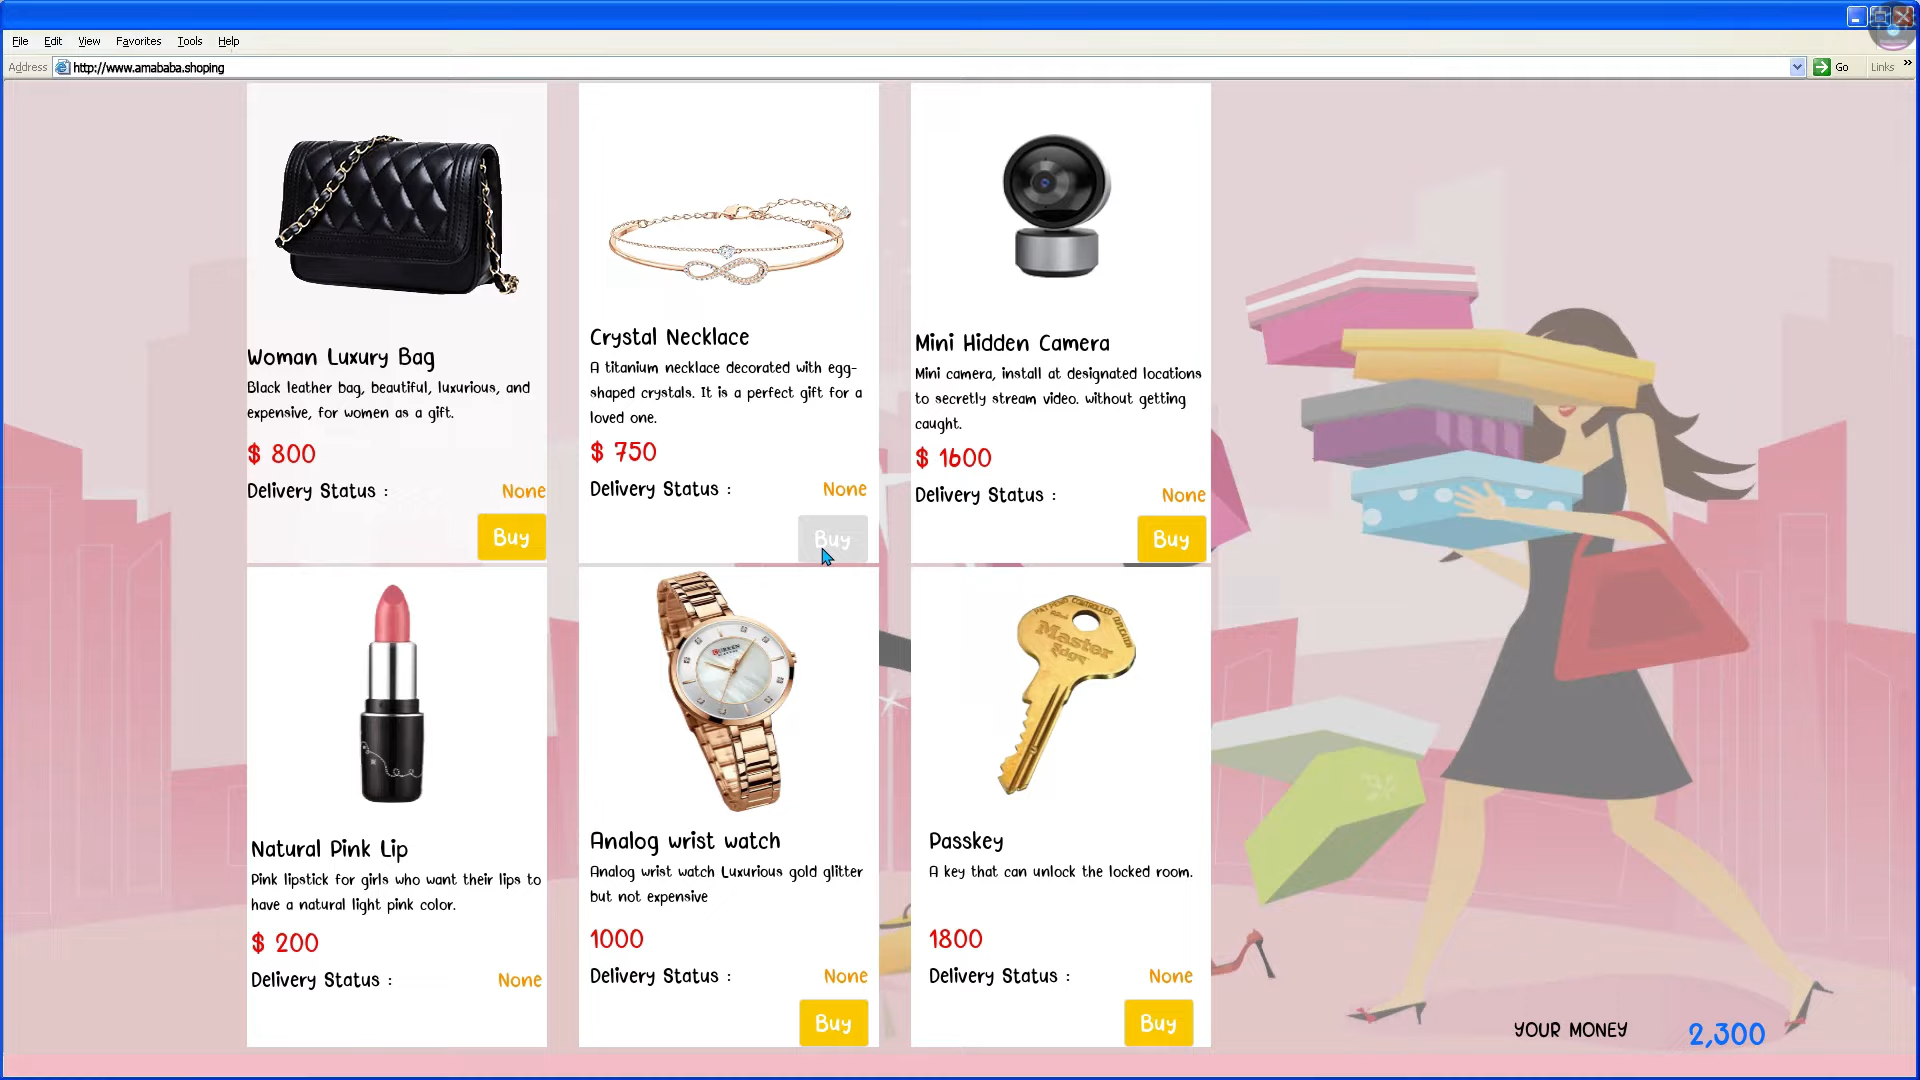 File Edit View Favorites Tools Help
Address http://www.amababa.shoping Go Links »
Woman Luxury Bag
Black leather bag, beautiful, luxurious, and
expensive, for women as a gift.
$ 800
Delivery Status : None
Buy
Crystal Necklace
A titanium necklace decorated with egg-
shaped crystals. It is a perfect gift for a
loved one.
$ 750
Delivery Status : None
Buy
Mini Hidden Camera
Mini camera, install at designated locations
to secretly stream video. without getting
caught.
$ 1600
Delivery Status : None
Buy
Natural Pink Lip
Pink lipstick for girls who want their lips to
have a natural light pink color.
$ 200
Delivery Status : None
CURREN
Analog wrist watch
Analog wrist watch Luxurious gold glitter
but not expensive
1000
Delivery Status : None
Buy
Master
Edge
Passkey
A key that can unlock the locked room.
1800
Delivery Status : None
Buy
YOUR MONEY 2,300